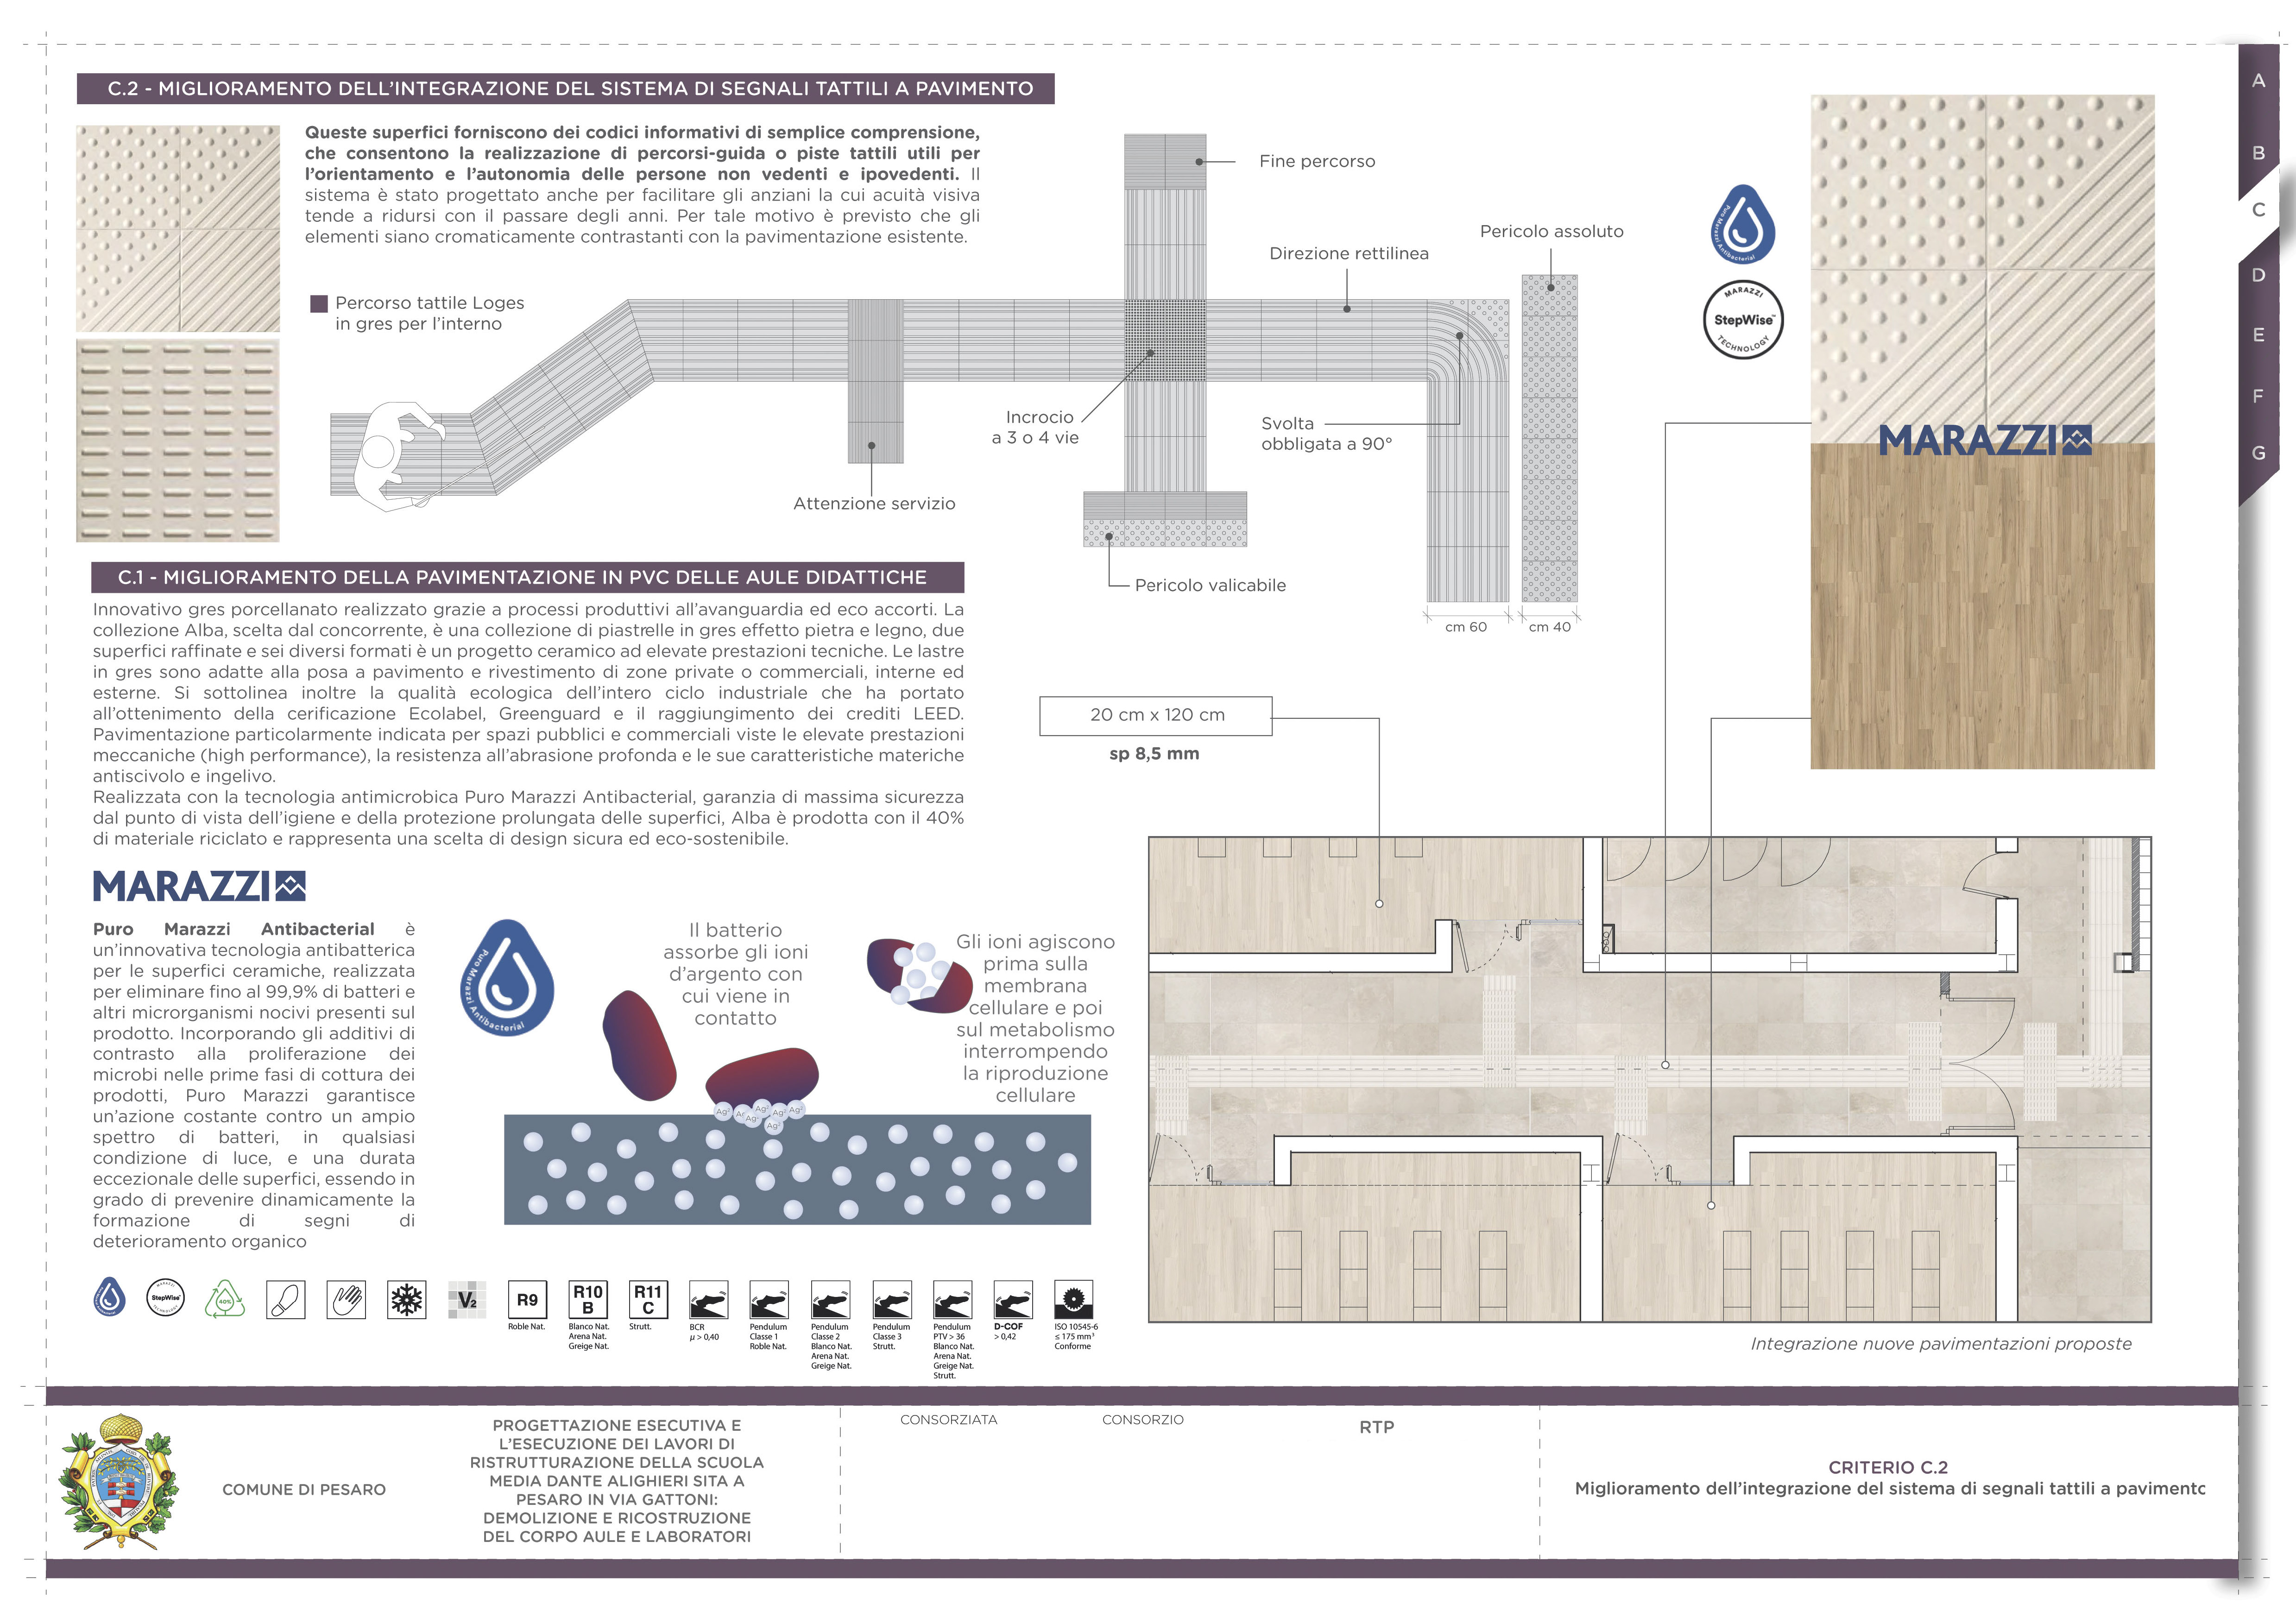 C.2 - MIGLIORAMENTO DELL'INTEGRAZIONE DEL SISTEMA DI SEGNALI TATTILI A PAVIMENTO
Queste superfici forniscono dei codici informativi di semplice comprensione,
che consentono la realizzazione di percorsi-guida o piste tattili utili per
l'orientamento e l'autonomia delle persone non vedenti e ipovedenti. Il
sistema è stato progettato anche per facilitare gli anziani la cui acuità visiva
tende a ridursi con il passare degli anni. Per tale motivo è previsto che gli
elementi siano cromaticamente contrastanti con la pavimentazione esistente.
Percorso tattile Loges
in gres per l'interno
Fine percorso
Pericolo assoluto
Direzione rettilinea
Incrocio
a 3 o 4 vie
Svolta
obbligata a 90°
Attenzione servizio
Pericolo valicabile
cm 60
cm 40
Puro Marazzi Antibacterial
MARAZZI
StepWise™
TECHNOLOGY
MARAZZI
A
B
C
D
E
F
G
C.1 - MIGLIORAMENTO DELLA PAVIMENTAZIONE IN PVC DELLE AULE DIDATTICHE
Innovativo gres porcellanato realizzato grazie a processi produttivi all'avanguardia ed eco accorti. La
collezione Alba, scelta dal concorrente, è una collezione di piastrelle in gres effetto pietra e legno, due
superfici raffinate e sei diversi formati è un progetto ceramico ad elevate prestazioni tecniche. Le lastre
in gres sono adatte alla posa a pavimento e rivestimento di zone private o commerciali, interne ed
esterne. Si sottolinea inoltre la qualità ecologica dell'intero ciclo industriale che ha portato
all'ottenimento della cerificazione Ecolabel, Greenguard e il raggiungimento dei crediti LEED.
Pavimentazione particolarmente indicata per spazi pubblici e commerciali viste le elevate prestazioni
meccaniche (high performance), la resistenza all'abrasione profonda e le sue caratteristiche materiche
antiscivolo e ingelivo.
Realizzata con la tecnologia antimicrobica Puro Marazzi Antibacterial, garanzia di massima sicurezza
dal punto di vista dell'igiene e della protezione prolungata delle superfici, Alba è prodotta con il 40%
di materiale riciclato e rappresenta una scelta di design sicura ed eco-sostenibile.
20 cm x 120 cm
sp 8,5 mm
MARAZZI
Puro Marazzi Antibacterial è
un'innovativa tecnologia antibatterica
per le superfici ceramiche, realizzata
per eliminare fino al 99,9% di batteri e
altri microrganismi nocivi presenti sul
prodotto. Incorporando gli additivi di
contrasto alla proliferazione dei
microbi nelle prime fasi di cottura dei
prodotti, Puro Marazzi garantisce
un'azione costante contro un ampio
spettro di batteri, in qualsiasi
condizione di luce, e una durata
eccezionale delle superfici, essendo in
grado di prevenire dinamicamente la
formazione di segni di
deterioramento organico
Puro Marazzi Antibacterial
Il batterio
assorbe gli ioni
d'argento con
cui viene in
contatto
Gli ioni agiscono
prima sulla
membrana
cellulare e poi
sul metabolismo
interrompendo
la riproduzione
cellulare
StepWise™
40%
V2
R9
Roble Nat.
R10
B
Blanco Nat.
Arena Nat.
Greige Nat.
R11
C
Strutt.
BCR
μ > 0,40
Pendulum
Classe 1
Roble Nat.
Pendulum
Classe 2
Blanco Nat.
Arena Nat.
Greige Nat.
Pendulum
Classe 3
Strutt.
Pendulum
PTV > 36
Blanco Nat.
Arena Nat.
Greige Nat.
Strutt.
D-COF
> 0,42
ISO 10545-6
≤ 175 mm³
Conforme
Integrazione nuove pavimentazioni proposte
COMUNE DI PESARO
PROGETTAZIONE ESECUTIVA E
L'ESECUZIONE DEI LAVORI DI
RISTRUTTURAZIONE DELLA SCUOLA
MEDIA DANTE ALIGHIERI SITA A
PESARO IN VIA GATTONI:
DEMOLIZIONE E RICOSTRUZIONE
DEL CORPO AULE E LABORATORI
CONSORZIATA
CONSORZIO
RTP
CRITERIO C.2
Miglioramento dell'integrazione del sistema di segnali tattili a pavimento